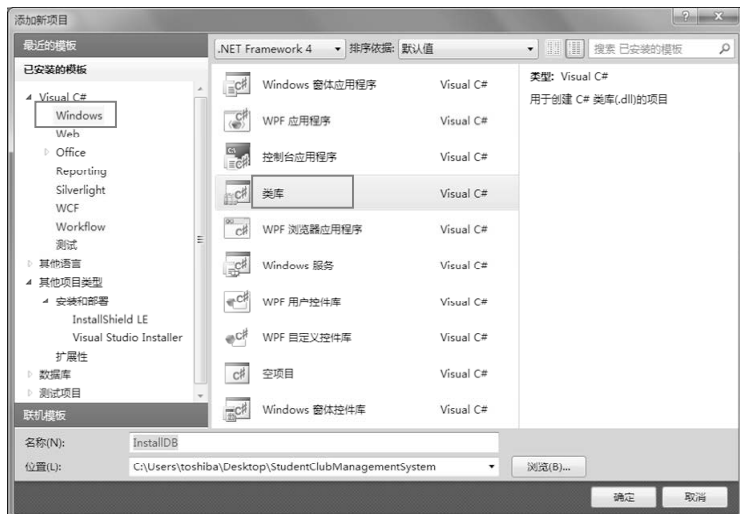 添加新项目
最近的模板
已安装的模板
Visual C#
Windows
Web
Office
Reporting
Silverlight
WCF
Workflow
测试
其他语言
其他项目类型
安装和部署
InstallShield LE
Visual Studio Installer
扩展性
数据库
测试项目
联机模板
.NET Framework 4 排序依据: 默认值 搜索 已安装的模板
Windows 窗体应用程序 Visual C#
WPF 应用程序 Visual C#
控制台应用程序 Visual C#
类库 Visual C#
WPF 浏览器应用程序 Visual C#
Windows 服务 Visual C#
WPF 用户控件库 Visual C#
WPF 自定义控件库 Visual C#
空项目 Visual C#
Windows 窗体控件库 Visual C#
类型: Visual C#
用于创建 C# 类库(.dll)的项目
名称(N): InstallDB
位置(L): C:\Users\toshiba\Desktop\StudentClubManagementSystem 浏览(B)...
确定 取消